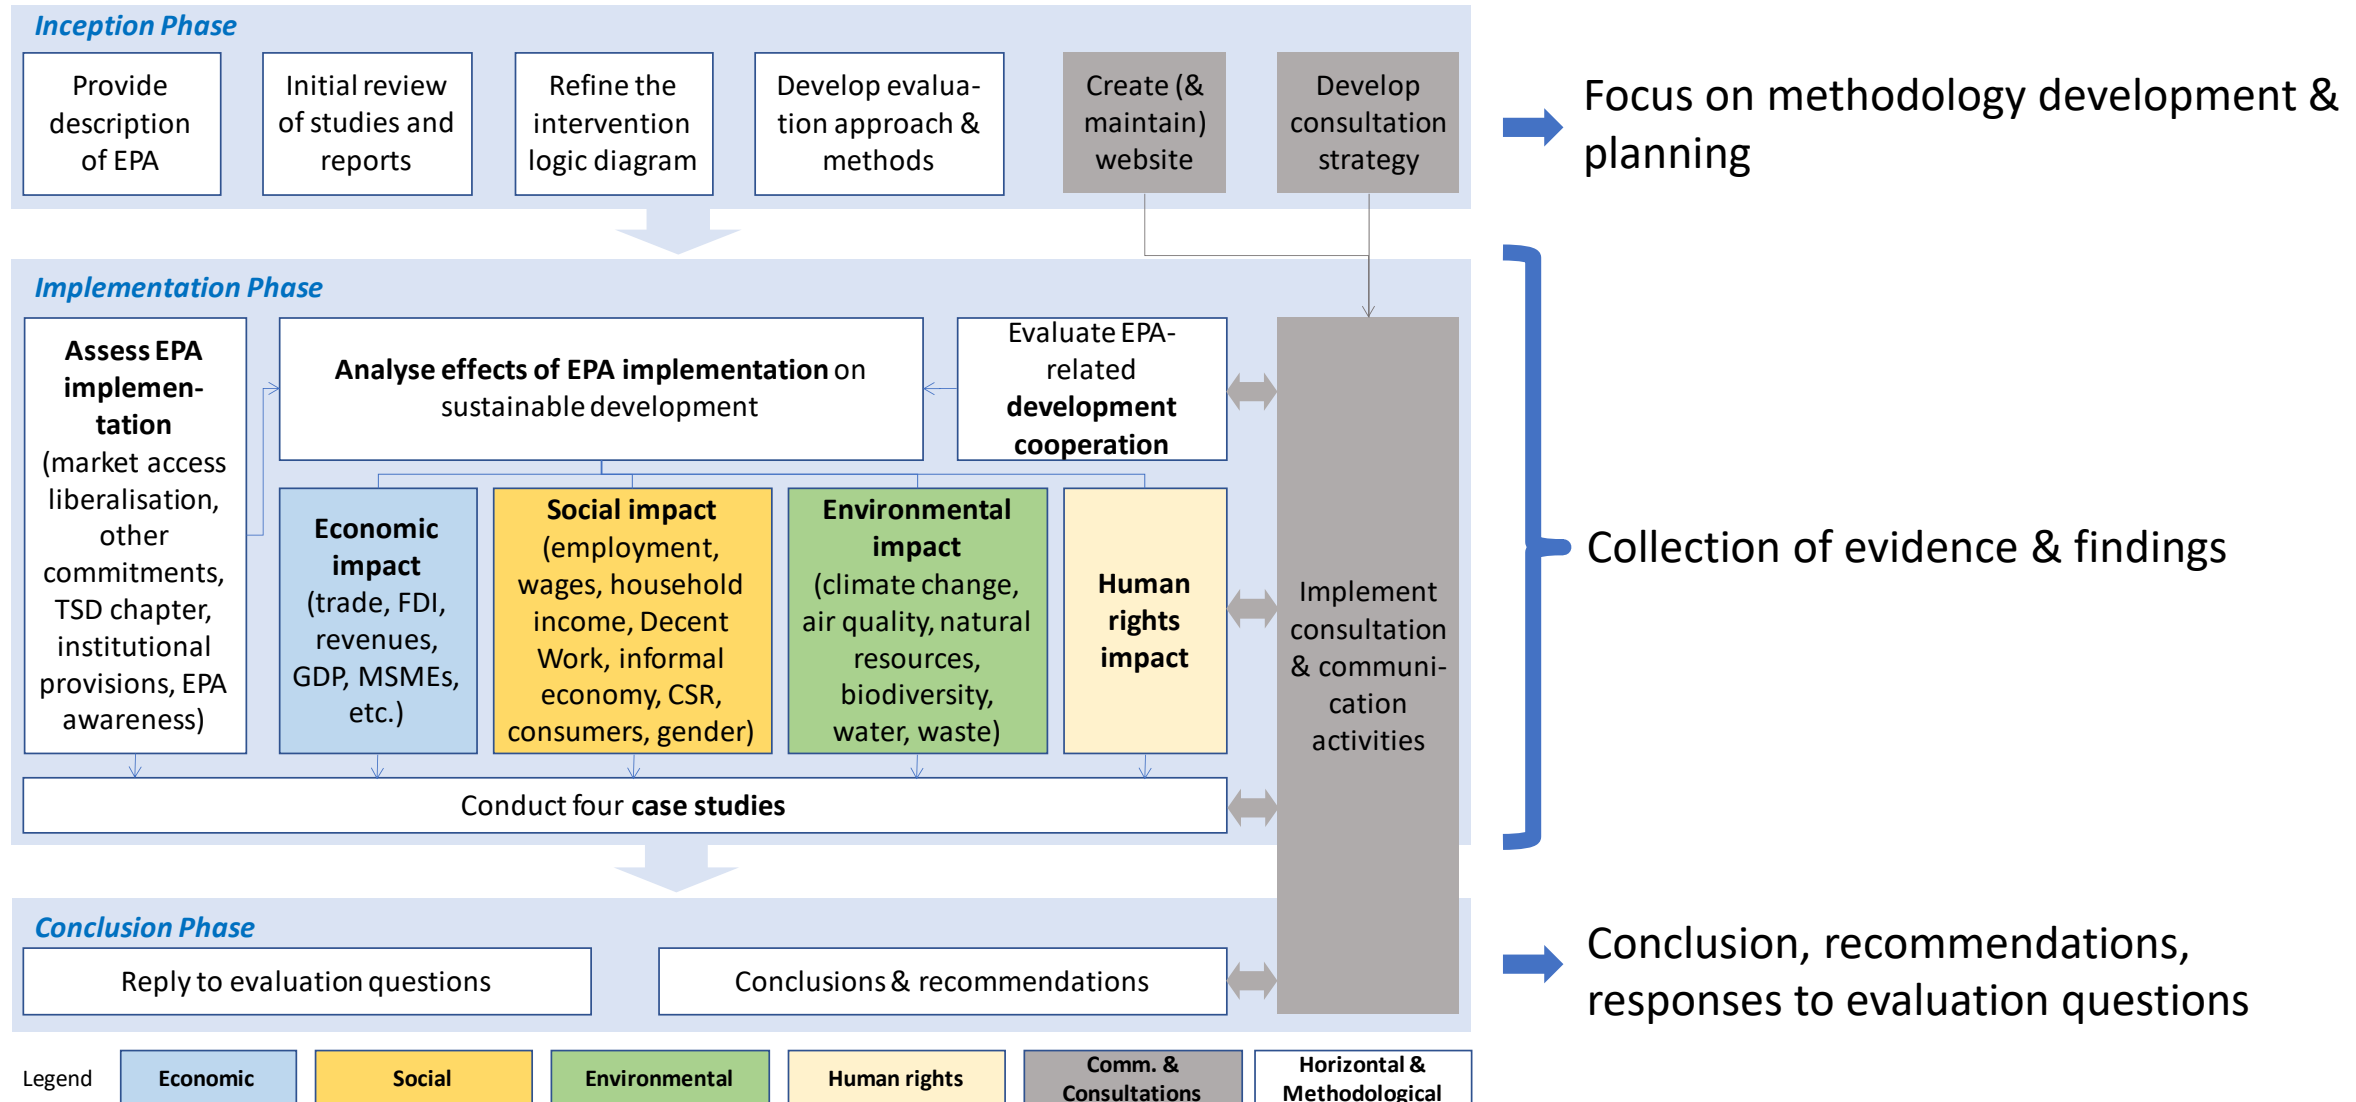 Inception Phase
Provide
description
of EPA
Initial review
of studies and
reports
Refine the
intervention
logic diagram
Develop evalua-
tion approach &
methods
Create (&
maintain)
website
Develop
consultation
strategy
Focus on methodology development &
planning
Implementation Phase
Assess EPA
implemen-
tation
(market access
liberalisation,
other
commitments,
TSD chapter,
institutional
provisions, EPA
awareness)
Analyse effects of EPA implementation on
sustainable development
Evaluate EPA-
related
development
cooperation
Economic
impact
(trade, FDI,
revenues,
GDP, MSMEs,
etc.)
Social impact
(employment,
wages, household
income, Decent
Work, informal
economy, CSR,
consumers, gender)
Environmental
impact
(climate change,
air quality, natural
resources,
biodiversity,
water, waste)
Human
rights
impact
Implement
consultation
& communi-
cation
activities
Collection of evidence & findings
Conduct four case studies
Conclusion Phase
Reply to evaluation questions
Conclusions & recommendations
Conclusion, recommendations,
responses to evaluation questions
Legend
Economic
Social
Environmental
Human rights
Comm. &
Consultations
Horizontal &
Methodological